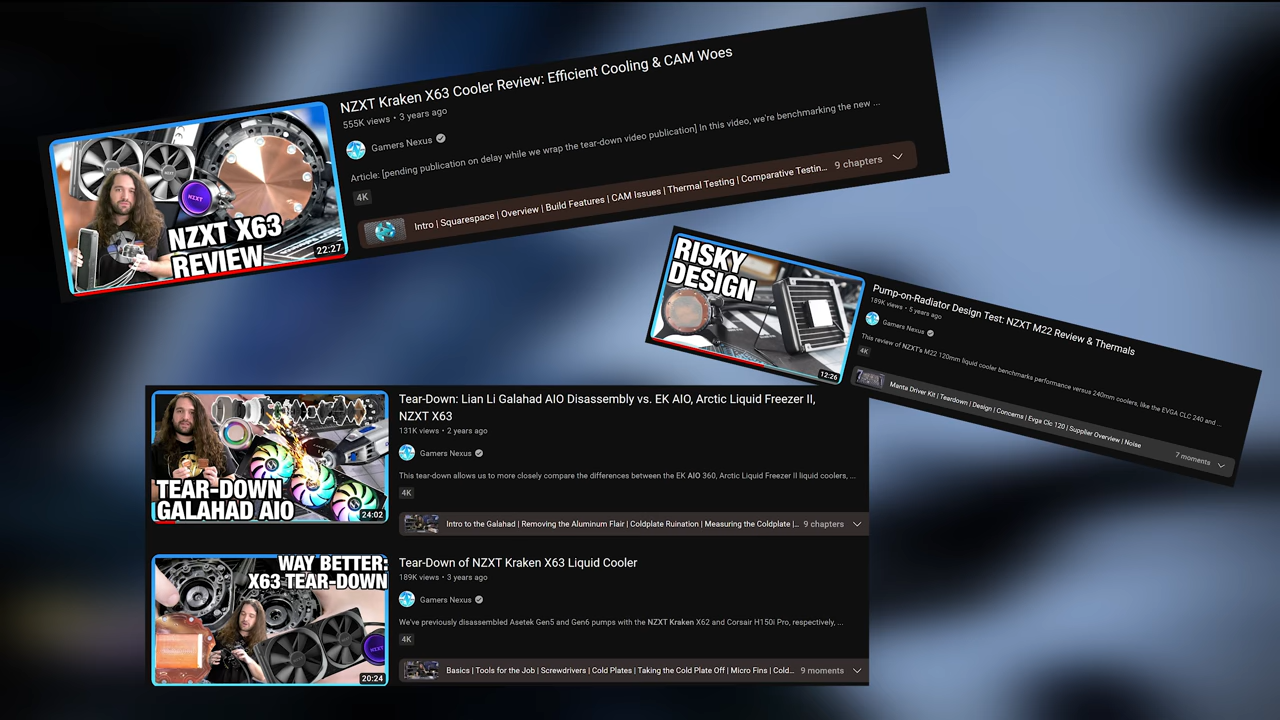 NZXT Kraken X63 Cooler Review: Efficient Cooling & CAM Woes
555K views • 3 years ago
Gamers Nexus
Article: [pending publication on delay while we wrap the tear-down video publication] In this video, we're benchmarking the new ...
4K
Intro | Squarespace | Overview | Build Features | CAM Issues | Thermal Testing | Comparative Testin... 9 chapters
NZXT
NZXT X63
REVIEW
22:27
RISKY
DESIGN
12:26
Pump-on-Radiator Design Test: NZXT M22 Review & Thermals
189K views • 5 years ago
Gamers Nexus
This review of NZXT's M22 120mm liquid cooler benchmarks performance versus 240mm coolers, like the EVGA CLC 240 and ...
4K
Manta Driver Kit | Teardown | Design | Concerns | Evga Clc 120 | Supplier Overview | Noise
7 moments
TEAR-DOWN
GALAHAD AIO
24:02
Tear-Down: Lian Li Galahad AIO Disassembly vs. EK AIO, Arctic Liquid Freezer II,
NZXT X63
131K views • 2 years ago
Gamers Nexus
This tear-down allows us to more closely compare the differences between the EK AIO 360, Arctic Liquid Freezer II liquid coolers, ...
4K
Intro to the Galahad | Removing the Aluminum Flair | Coldplate Ruination | Measuring the Coldplate |... 9 chapters
WAY BETTER:
X63 TEAR-DOWN
NZXT
20:24
Tear-Down of NZXT Kraken X63 Liquid Cooler
189K views • 3 years ago
Gamers Nexus
We've previously disassembled Asetek Gen5 and Gen6 pumps with the NZXT Kraken X62 and Corsair H150i Pro, respectively, ...
4K
Basics | Tools for the Job | Screwdrivers | Cold Plates | Taking the Cold Plate Off | Micro Fins | Cold... 9 moments